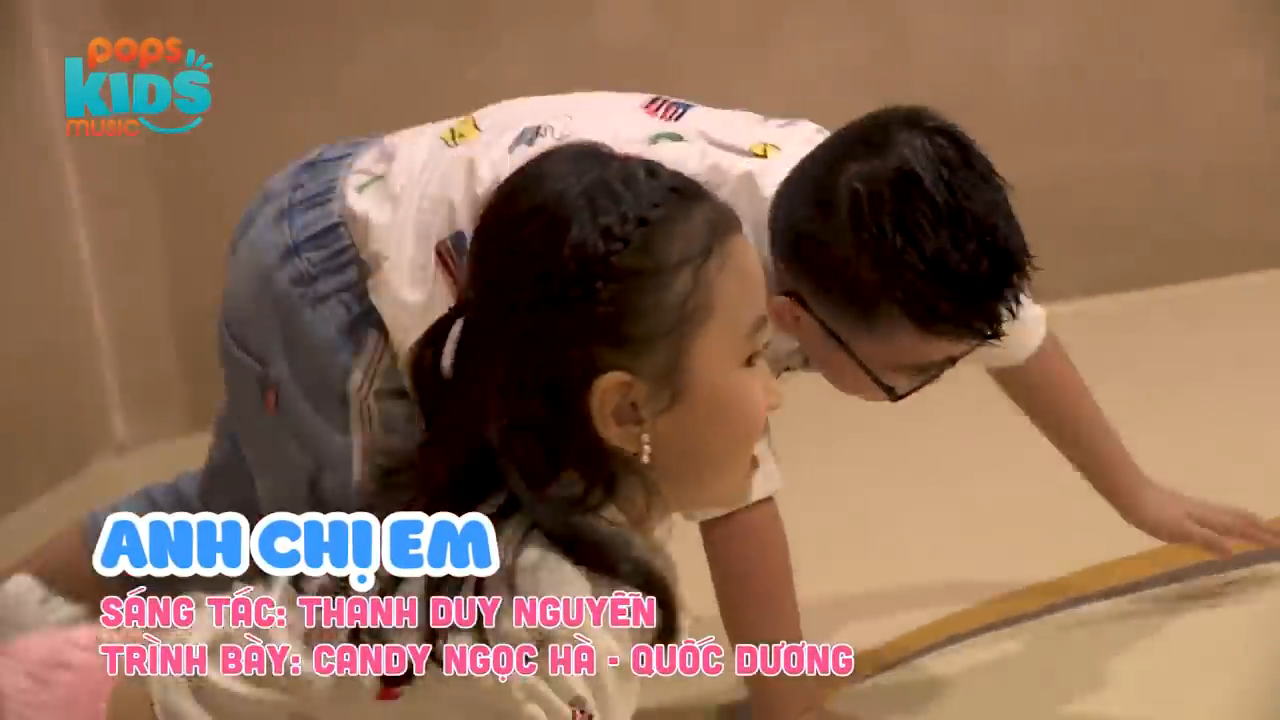 pops
KIDS
music
ANH CHỊ EM
SÁNG TÁC: THANH DUY NGUYỄN
TRÌNH BÀY: CANDY NGỌC HÀ - QUỐC DƯƠNG